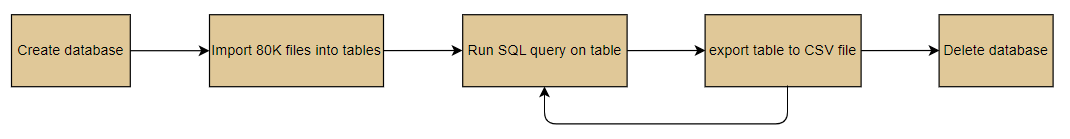 Create database
Import 80K files into tables
Run SQL query on table
export table to CSV file
Delete database